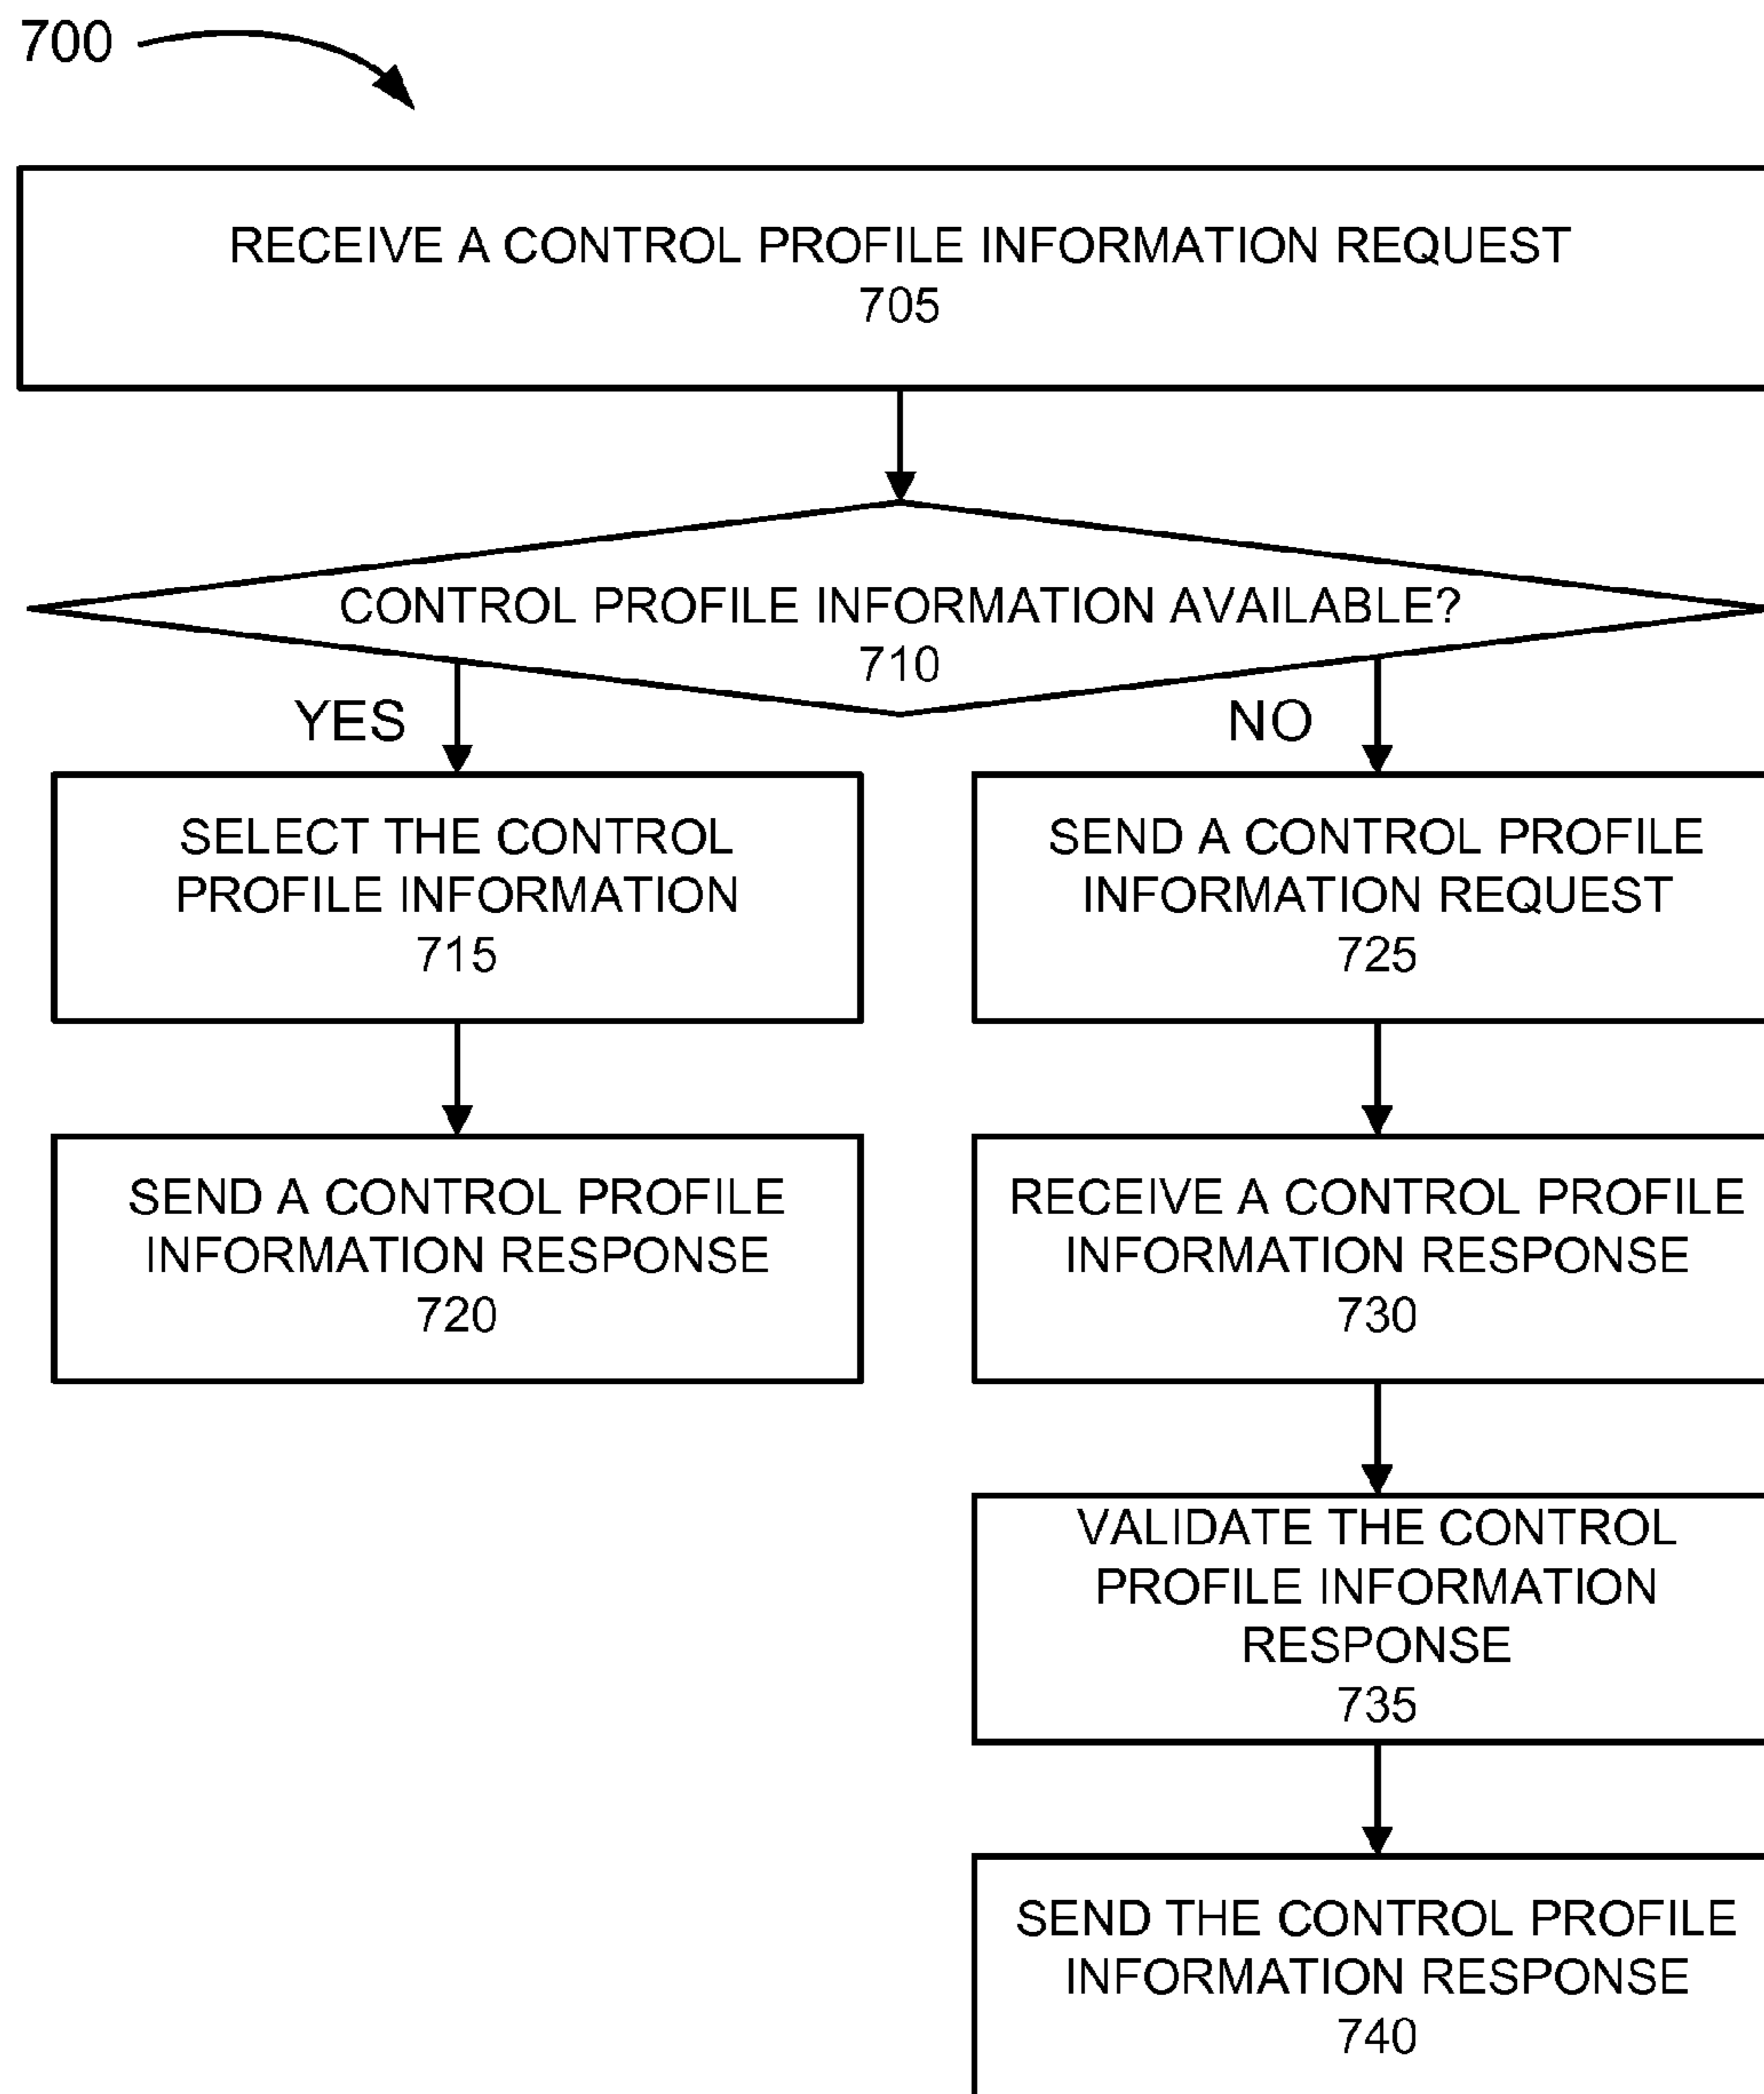 700
RECEIVE A CONTROL PROFILE INFORMATION REQUEST
705
CONTROL PROFILE INFORMATION AVAILABLE?
710
YES
NO
SELECT THE CONTROL
PROFILE INFORMATION
715
SEND A CONTROL PROFILE
INFORMATION REQUEST
725
SEND A CONTROL PROFILE
INFORMATION RESPONSE
720
RECEIVE A CONTROL PROFILE
INFORMATION RESPONSE
730
VALIDATE THE CONTROL
PROFILE INFORMATION
RESPONSE
735
SEND THE CONTROL PROFILE
INFORMATION RESPONSE
740